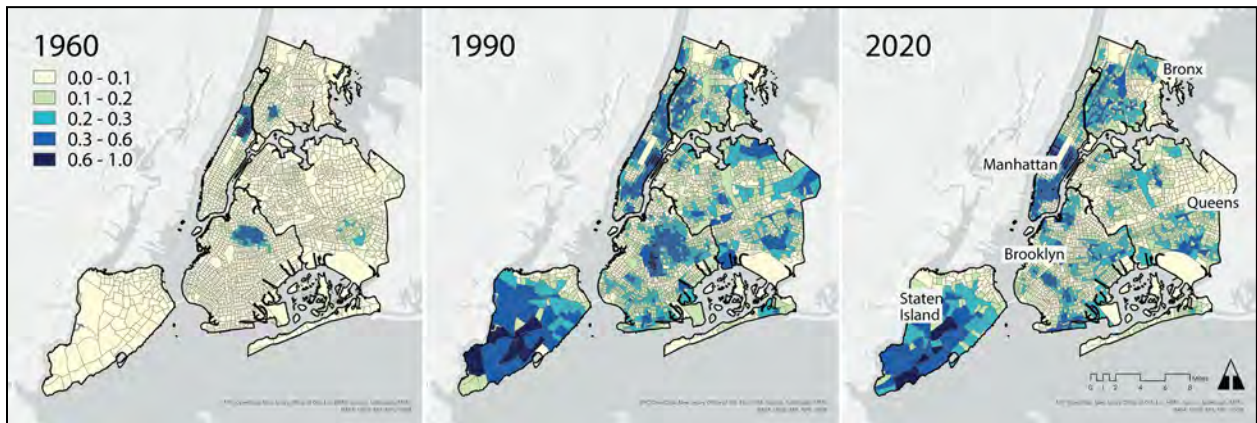 1960
0.0 - 0.1
0.1 - 0.2
0.2 - 0.3
0.3 - 0.6
0.6 - 1.0
1990
2020
Bronx
Manhattan
Queens
Brooklyn
Staten
Island
0 1 2 4 6 8 Miles